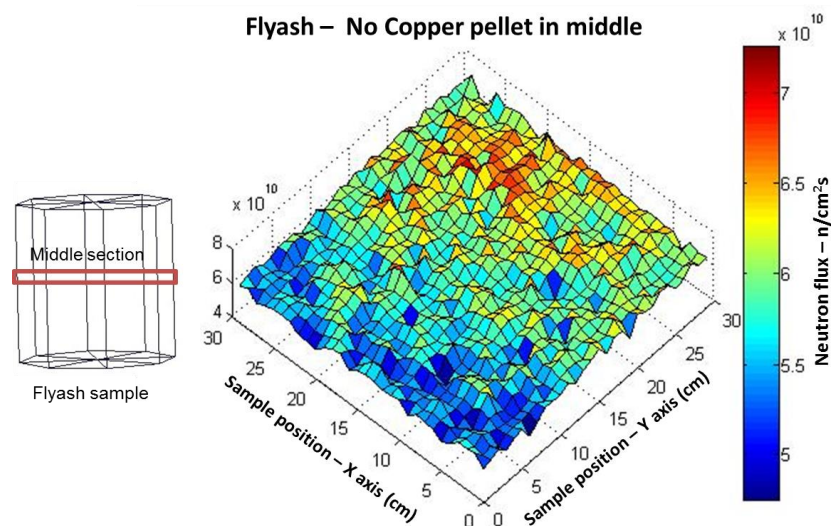 Flyash – No Copper pellet in middle
Middle section
Flyash sample
x 10^10
8
6
4
30
25
20
15
10
5
0
Sample position – X axis (cm)
0
5
10
15
20
25
30
Sample position – Y axis (cm)
x 10^10
7
6.5
6
5.5
5
Neutron flux – n/cm²s